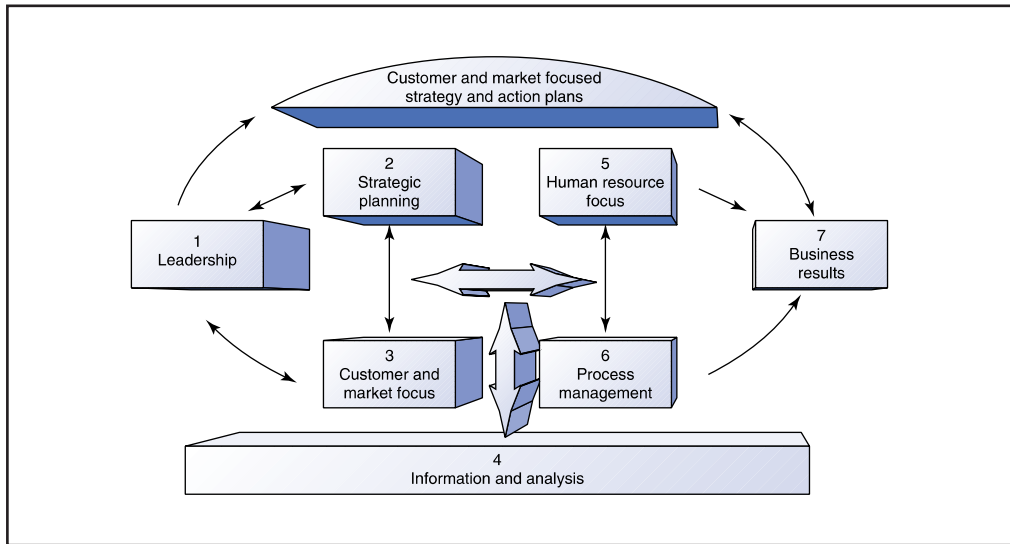 Customer and market focused
strategy and action plans
2
Strategic
planning
5
Human resource
focus
1
Leadership
7
Business
results
3
Customer and
market focus
6
Process
management
4
Information and analysis